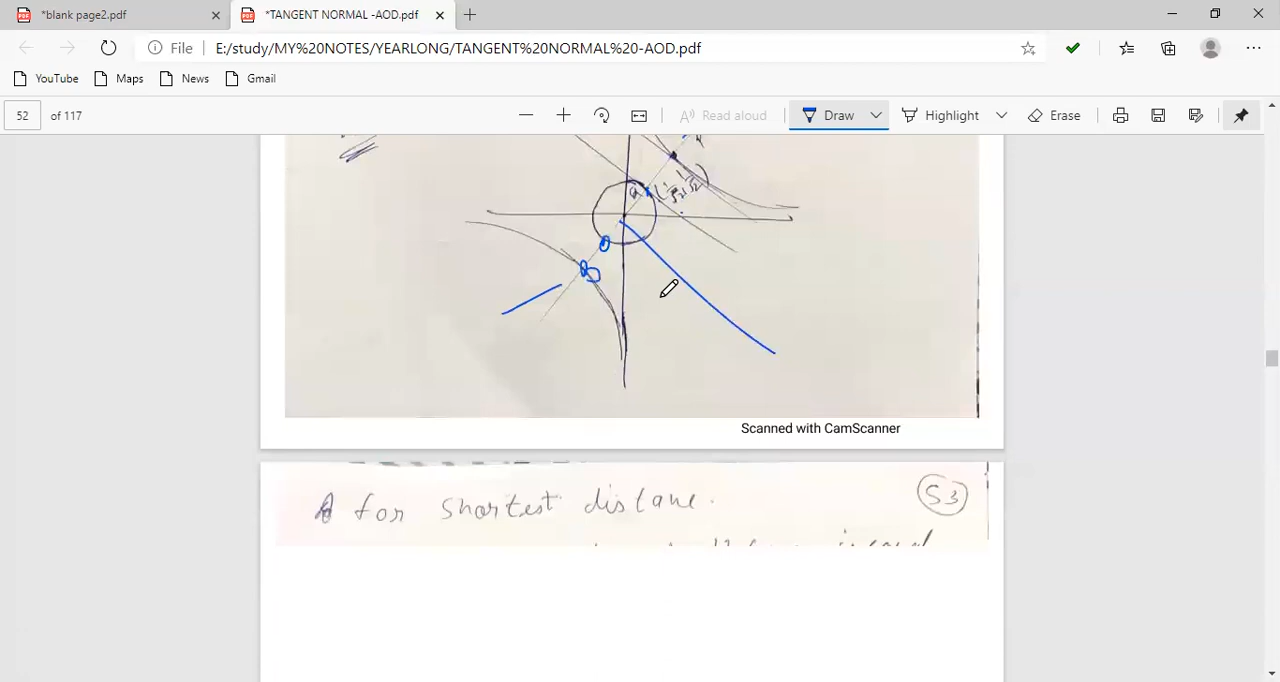 *blank page2.pdf
*TANGENT NORMAL -AOD.pdf
File
E:/study/MY%20NOTES/YEARLONG/TANGENT%20NORMAL%20-AOD.pdf
YouTube
Maps
News
Gmail
52
of 117
Read aloud
Draw
Highlight
Erase
Scanned with CamScanner
for shortest distane.
53